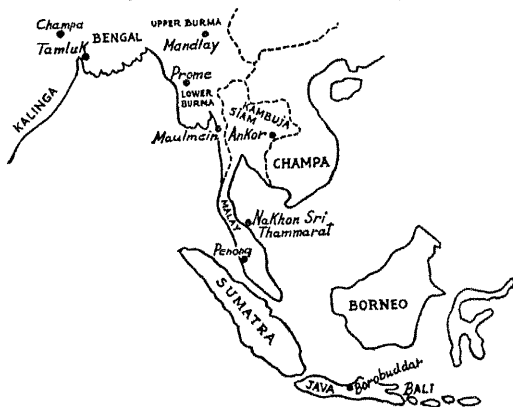 Champa
Tamluk
KALINGA
BENGAL
UPPER BURMA
Mandlay
Prome
LOWER
BURMA
Maulmein
SIAM
KAMBUJA
Ankor
CHAMPA
MALAY
Nakhon Sri
Thammarat
Penong
SUMATRA
BORNEO
JAVA
Borobuddar
BALI